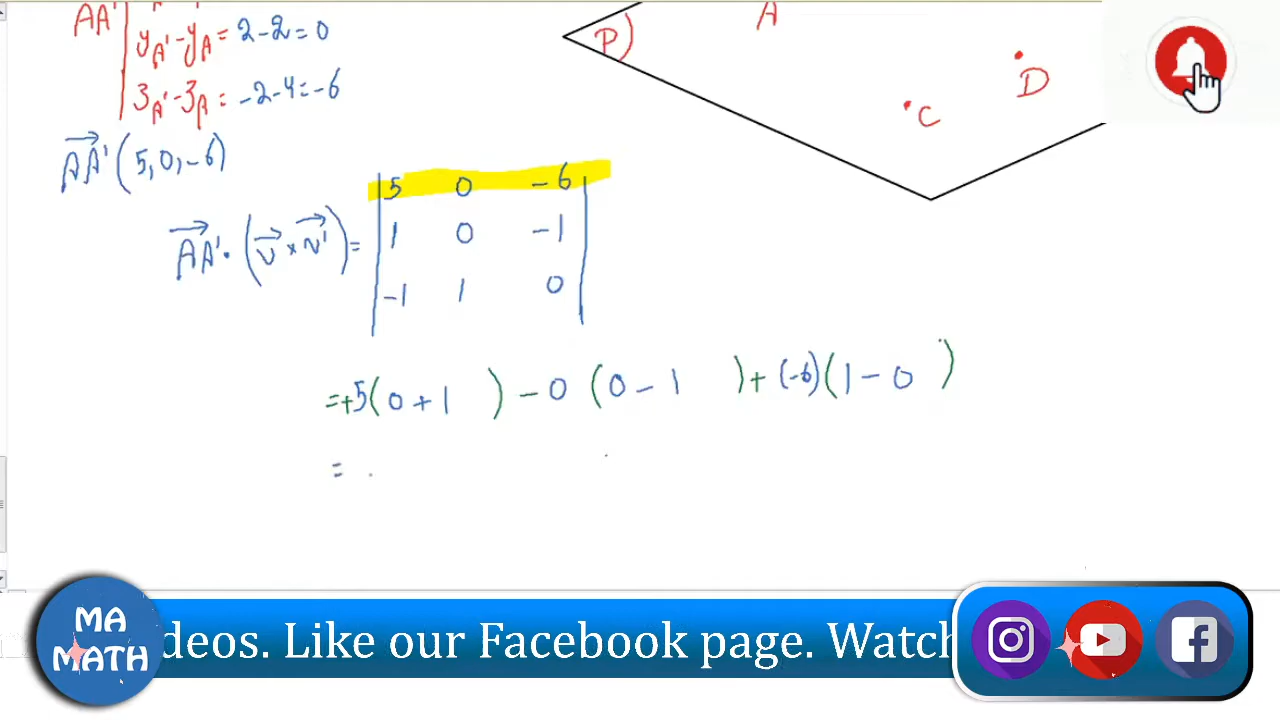 AA'
y_A' - y_A = 2 - 2 = 0
3_A' - 3_A = -2 - 4 = -6
AA' (5, 0, -6)
AA' . (V × V') =
5 0 -6
1 0 -1
-1 1 0
= +5(0 + 1) - 0 (0 - 1) + (-6)(1 - 0)
=
P)
A
D
C
MA MATH
deos. Like our Facebook page. Watch